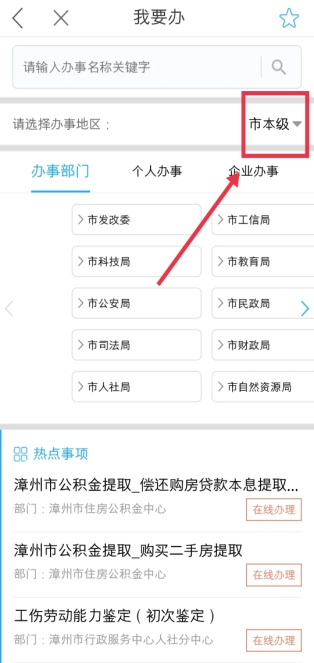 我要办
请输入办事名称关键字
请选择办事地区：
市本级
办事部门 个人办事 企业办事
市发改委 市工信局
市科技局 市教育局
市公安局 市民政局
市司法局 市财政局
市人社局 市自然资源局
热点事项
漳州市公积金提取_偿还购房贷款本息提取...
部门：漳州市住房公积金中心
在线办理
漳州市公积金提取_购买二手房提取
部门：漳州市住房公积金中心
在线办理
工伤劳动能力鉴定（初次鉴定）
部门：漳州市行政服务中心人社分中心
在线办理